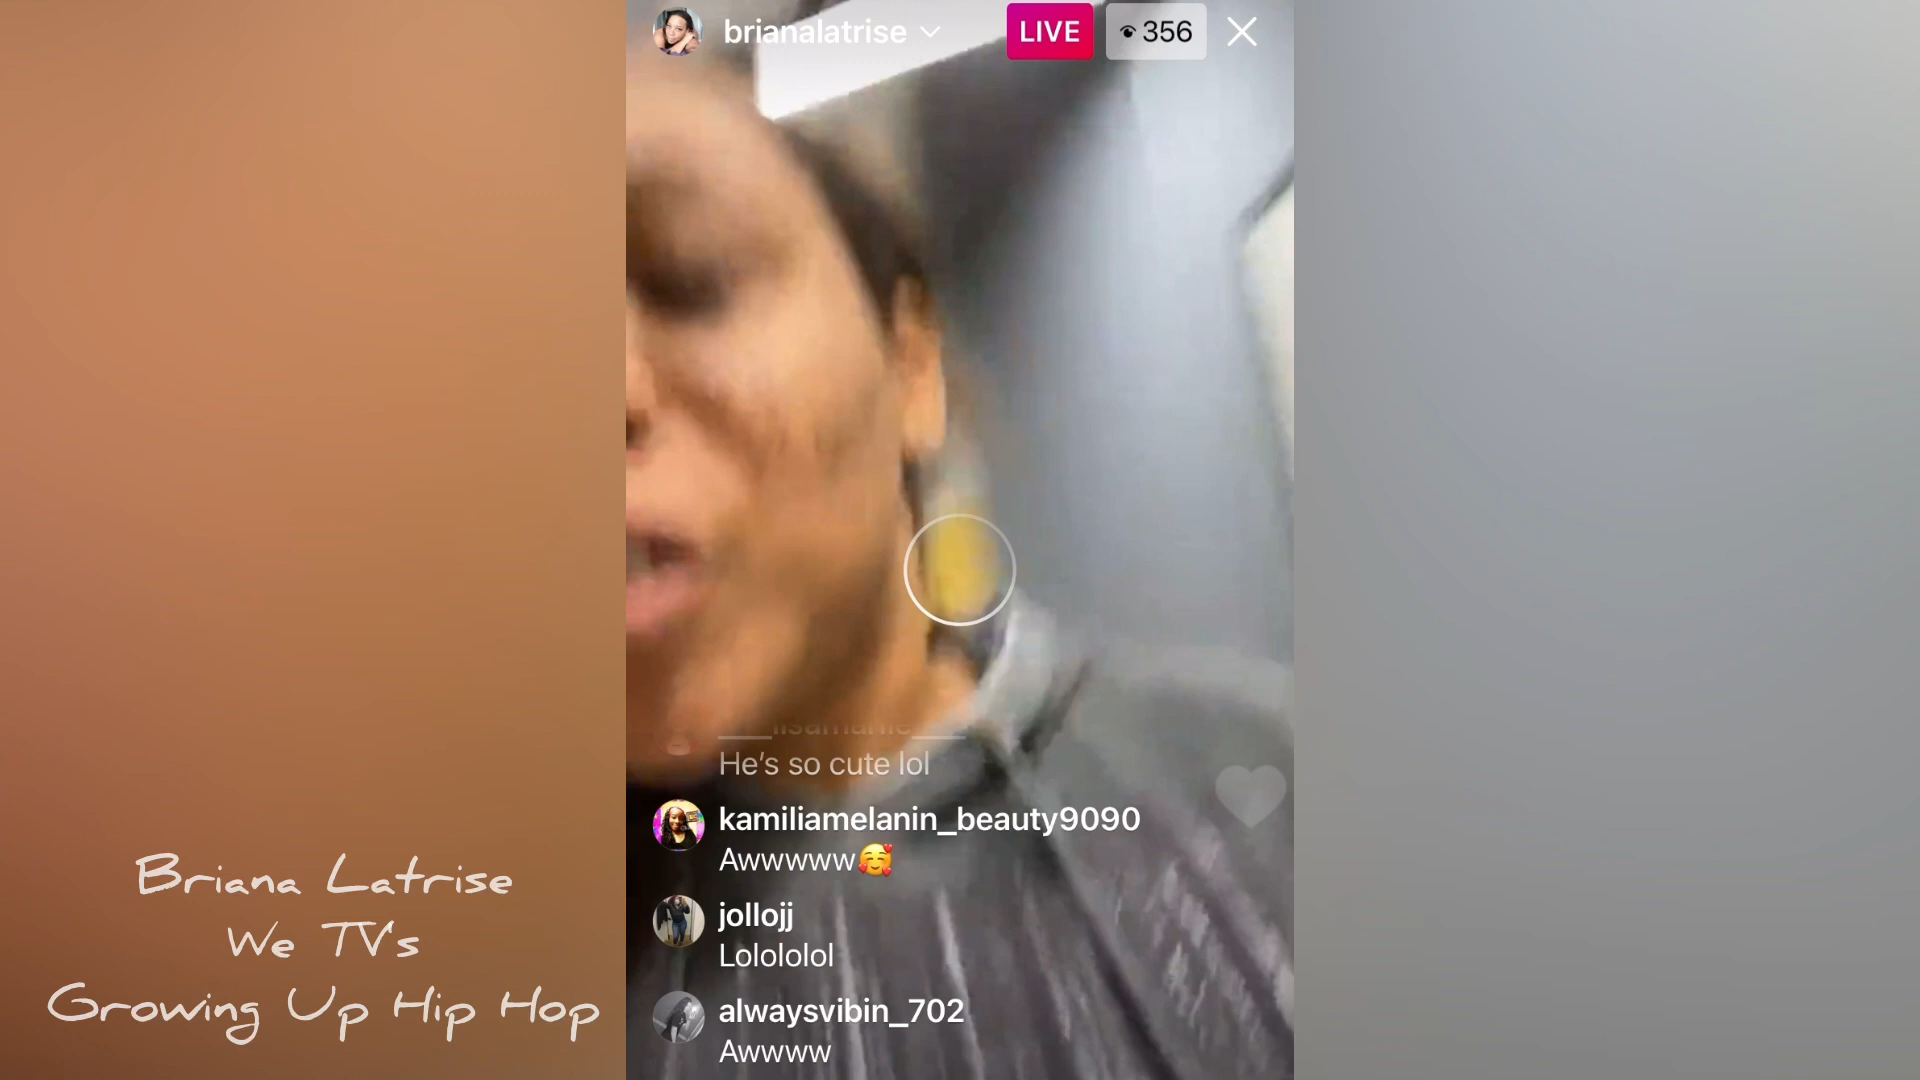 brianalatrise
LIVE
356
He's so cute lol
kamiliamelanin_beauty9090
Awwwww🥰
jollojj
Lolololol
alwaysvibin_702
Awwww
Briana Latrise
We TV's
Growing Up Hip Hop